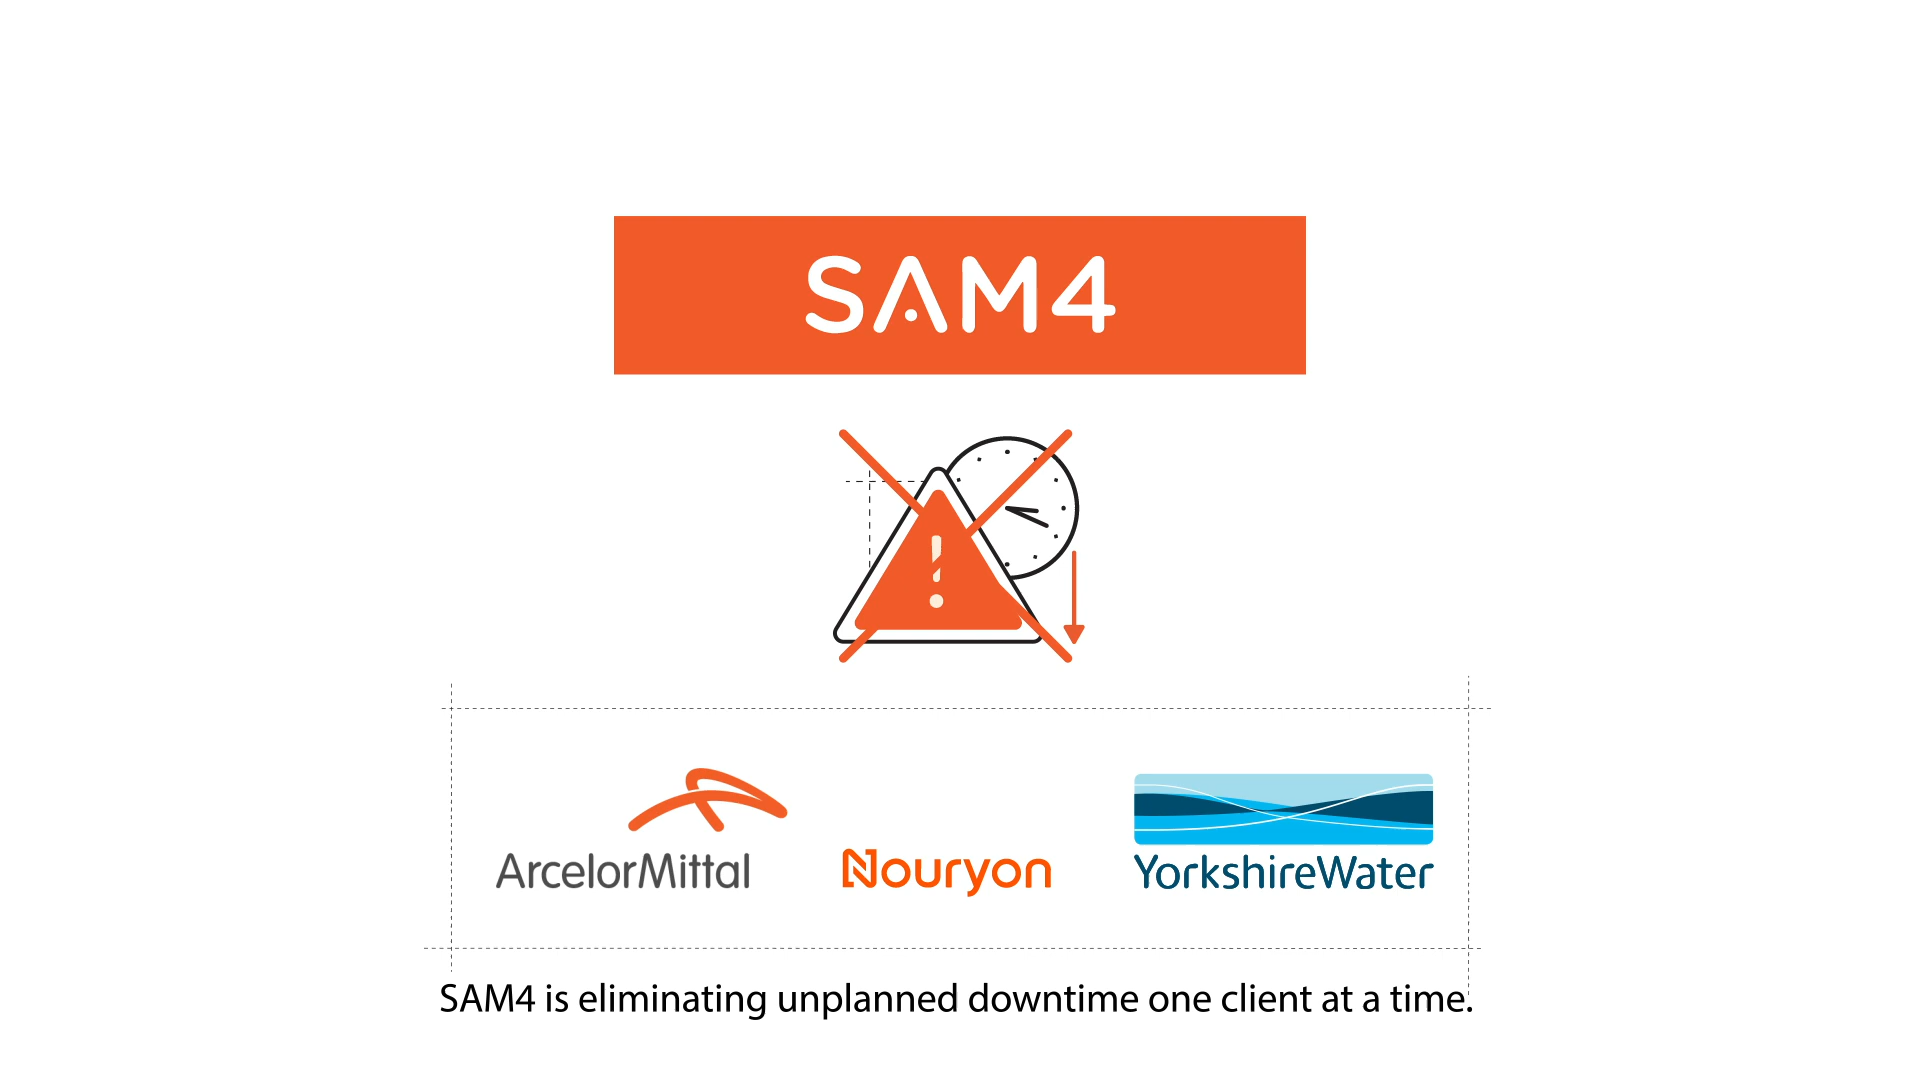 SAM4
!
ArcelorMittal
Nouryon
YorkshireWater
SAM4 is eliminating unplanned downtime one client at a time.